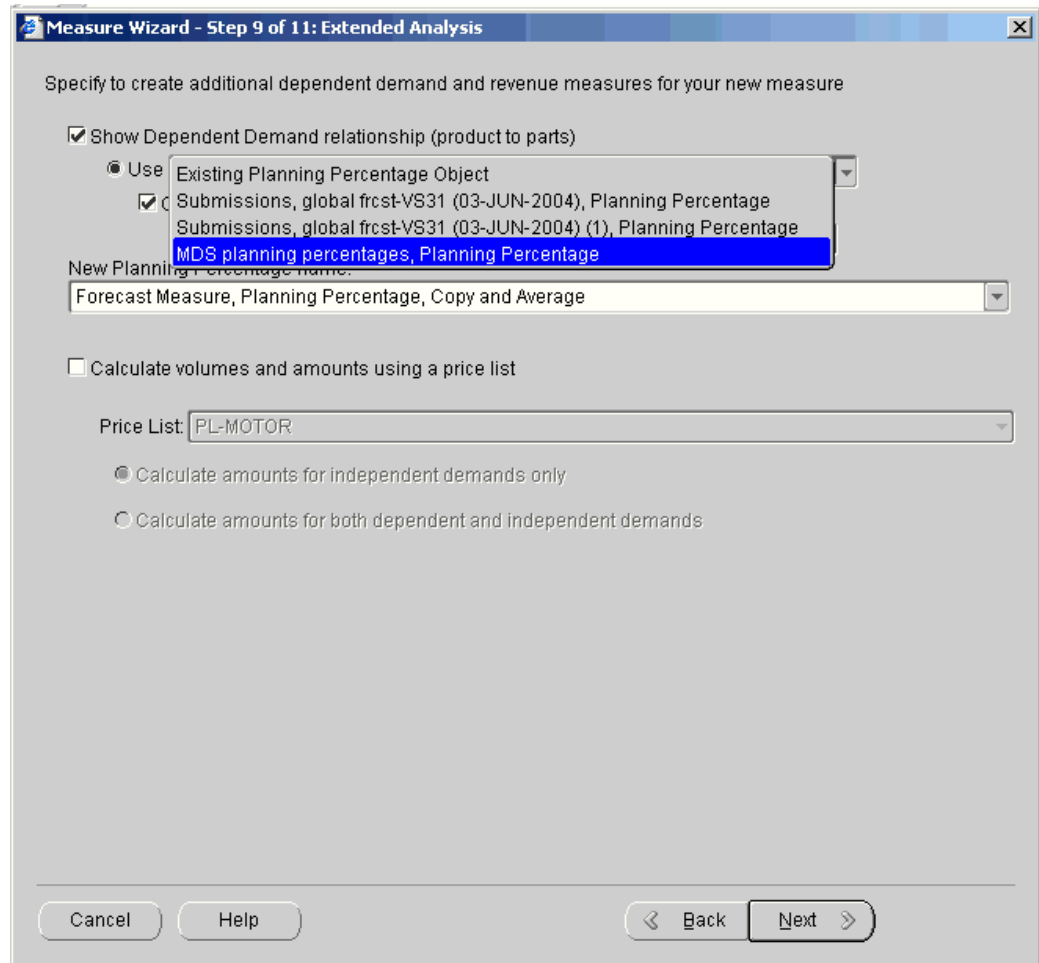 Measure Wizard - Step 9 of 11: Extended Analysis
Specify to create additional dependent demand and revenue measures for your new measure
Show Dependent Demand relationship (product to parts)
Use
Existing Planning Percentage Object
Submissions, global frcst-VS31 (03-JUN-2004), Planning Percentage
Submissions, global frcst-VS31 (03-JUN-2004) (1), Planning Percentage
MDS planning percentages, Planning Percentage
New Planning Percentage name:
Forecast Measure, Planning Percentage, Copy and Average
Calculate volumes and amounts using a price list
Price List: PL-MOTOR
Calculate amounts for independent demands only
Calculate amounts for both dependent and independent demands
Cancel Help Back Next